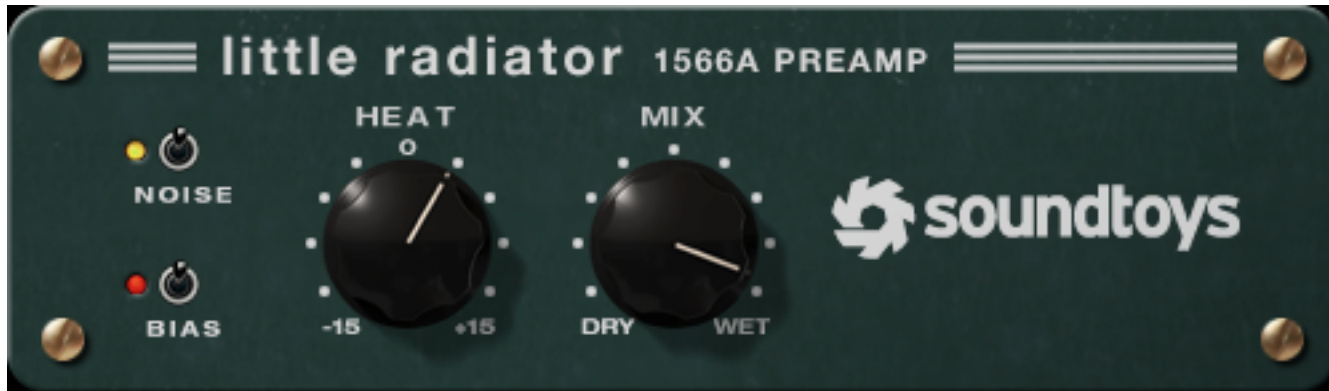 little radiator 1566A PREAMP
HEAT
MIX
0
NOISE
soundtoys
-15
+15
DRY
WET
BIAS